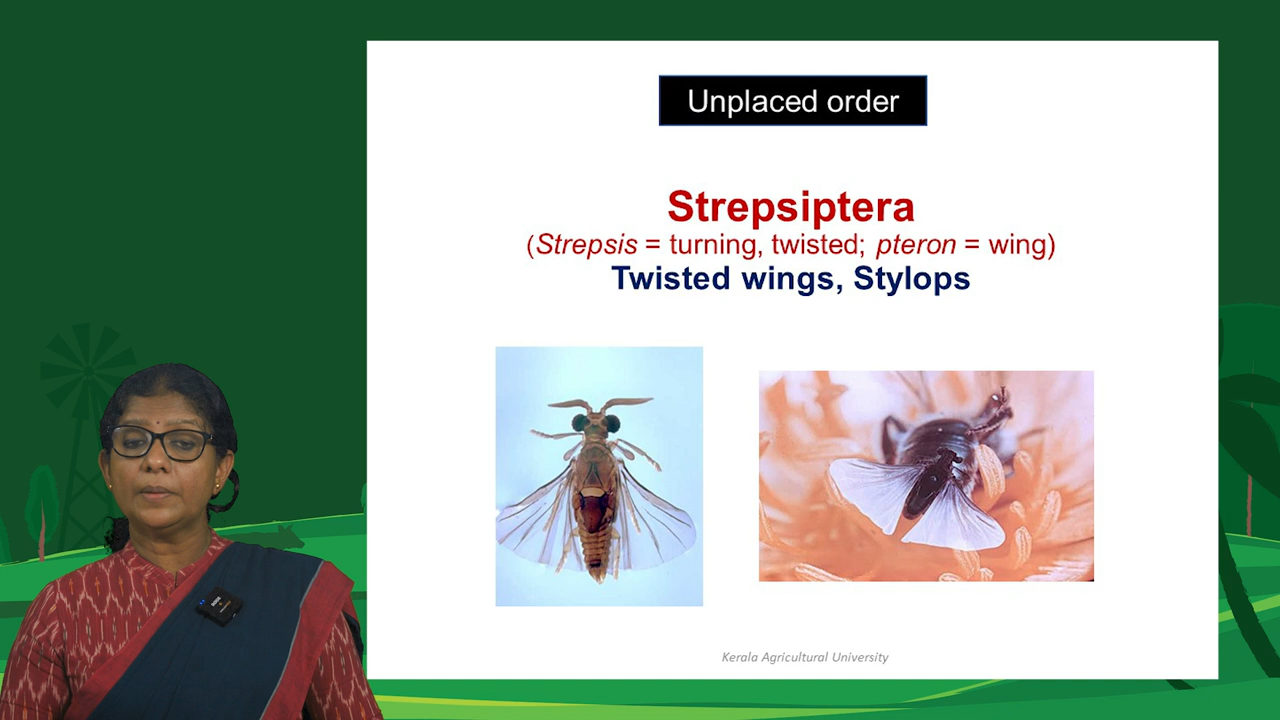 Unplaced order
Strepsiptera
(Strepsis = turning, twisted; pteron = wing)
Twisted wings, Stylops
Kerala Agricultural University